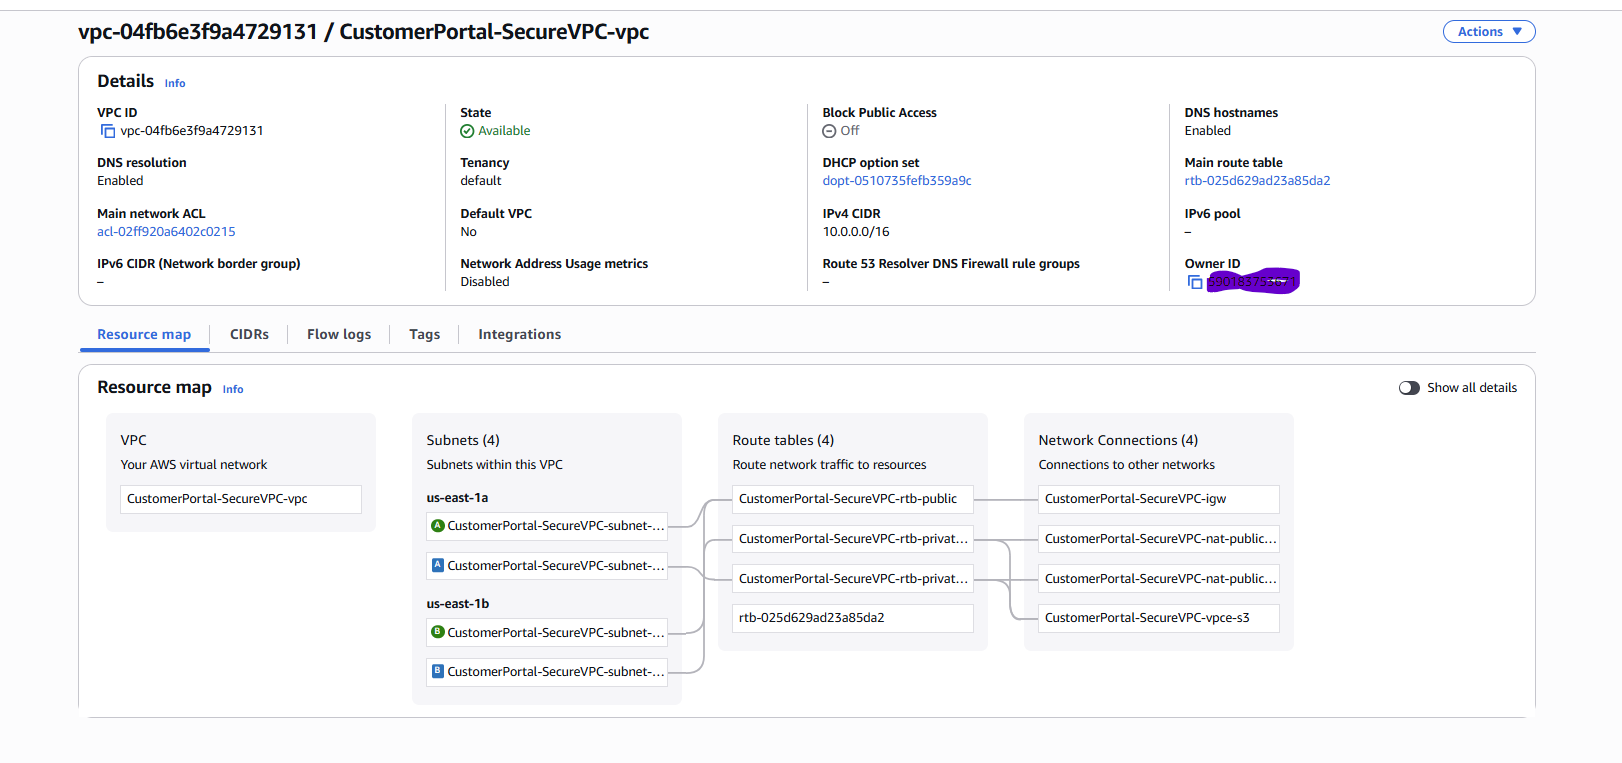 vpc-04fb6e3f9a4729131 / CustomerPortal-SecureVPC-vpc
Actions
Details Info
VPC ID
vpc-04fb6e3f9a4729131
State
Available
Block Public Access
Off
DNS hostnames
Enabled
DNS resolution
Enabled
Tenancy
default
DHCP option set
dopt-0510735fefb359a9c
Main route table
rtb-025d629ad23a85da2
Main network ACL
acl-02ff920a6402c0215
Default VPC
No
IPv4 CIDR
10.0.0.0/16
IPv6 pool
–
IPv6 CIDR (Network border group)
–
Network Address Usage metrics
Disabled
Route 53 Resolver DNS Firewall rule groups
–
Owner ID
Resource map
CIDRs
Flow logs
Tags
Integrations
Resource map Info
Show all details
VPC
Your AWS virtual network
CustomerPortal-SecureVPC-vpc
Subnets (4)
Subnets within this VPC
us-east-1a
A CustomerPortal-SecureVPC-subnet-...
A CustomerPortal-SecureVPC-subnet-...
us-east-1b
B CustomerPortal-SecureVPC-subnet-...
B CustomerPortal-SecureVPC-subnet-...
Route tables (4)
Route network traffic to resources
CustomerPortal-SecureVPC-rtb-public
CustomerPortal-SecureVPC-rtb-privat...
CustomerPortal-SecureVPC-rtb-privat...
rtb-025d629ad23a85da2
Network Connections (4)
Connections to other networks
CustomerPortal-SecureVPC-igw
CustomerPortal-SecureVPC-nat-public...
CustomerPortal-SecureVPC-nat-public...
CustomerPortal-SecureVPC-vpce-s3